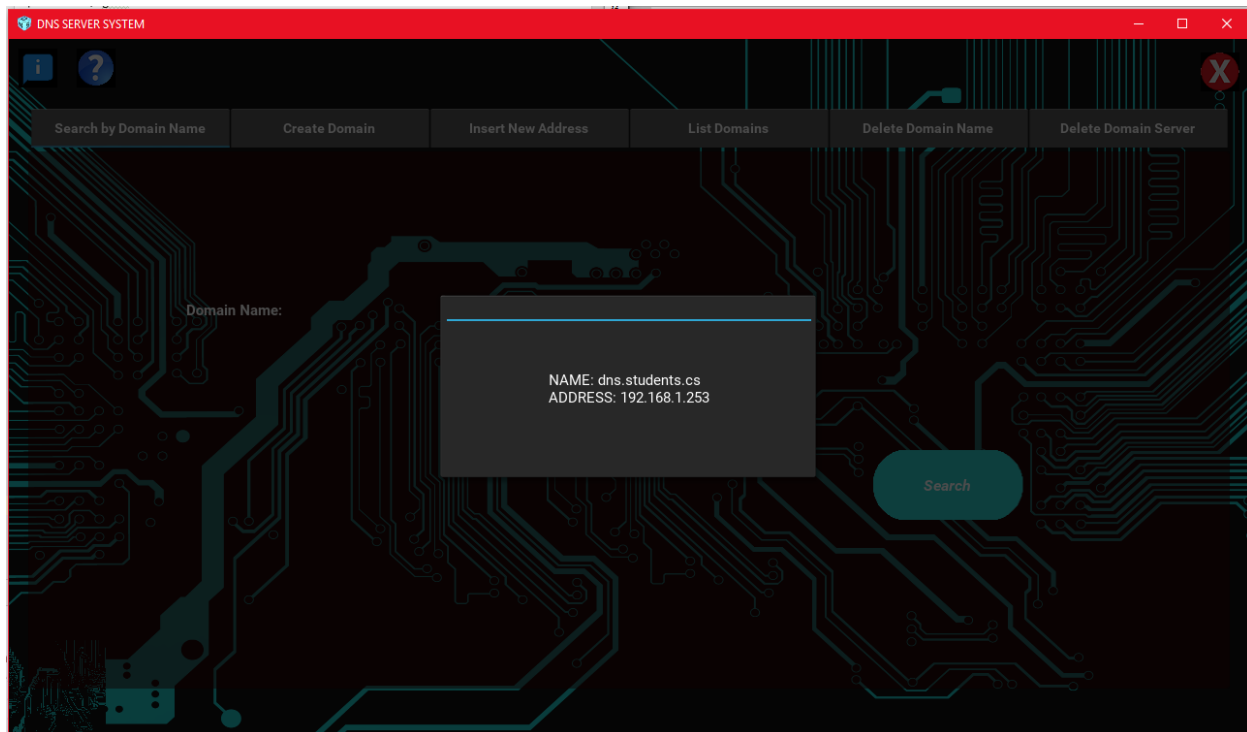 DNS SERVER SYSTEM
i ? X
Search by Domain Name Create Domain Insert New Address List Domains Delete Domain Name Delete Domain Server
Domain Name:
NAME: dns.students.cs
ADDRESS: 192.168.1.253
Search